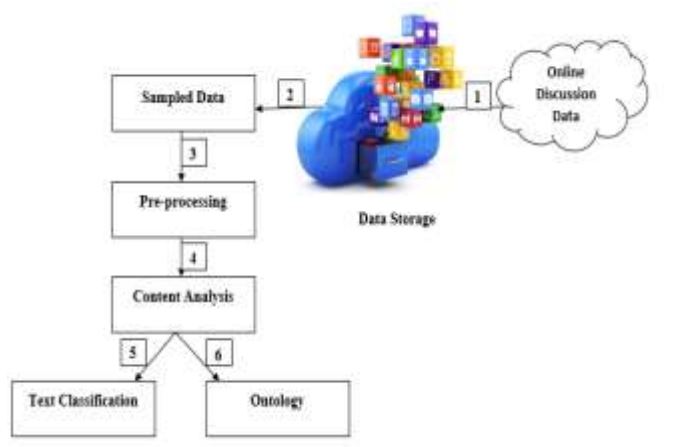 Online
Discussion
Data
1
2
Sampled Data
Data Storage
3
Pre-processing
4
Content Analysis
5
6
Text Classification
Ontology